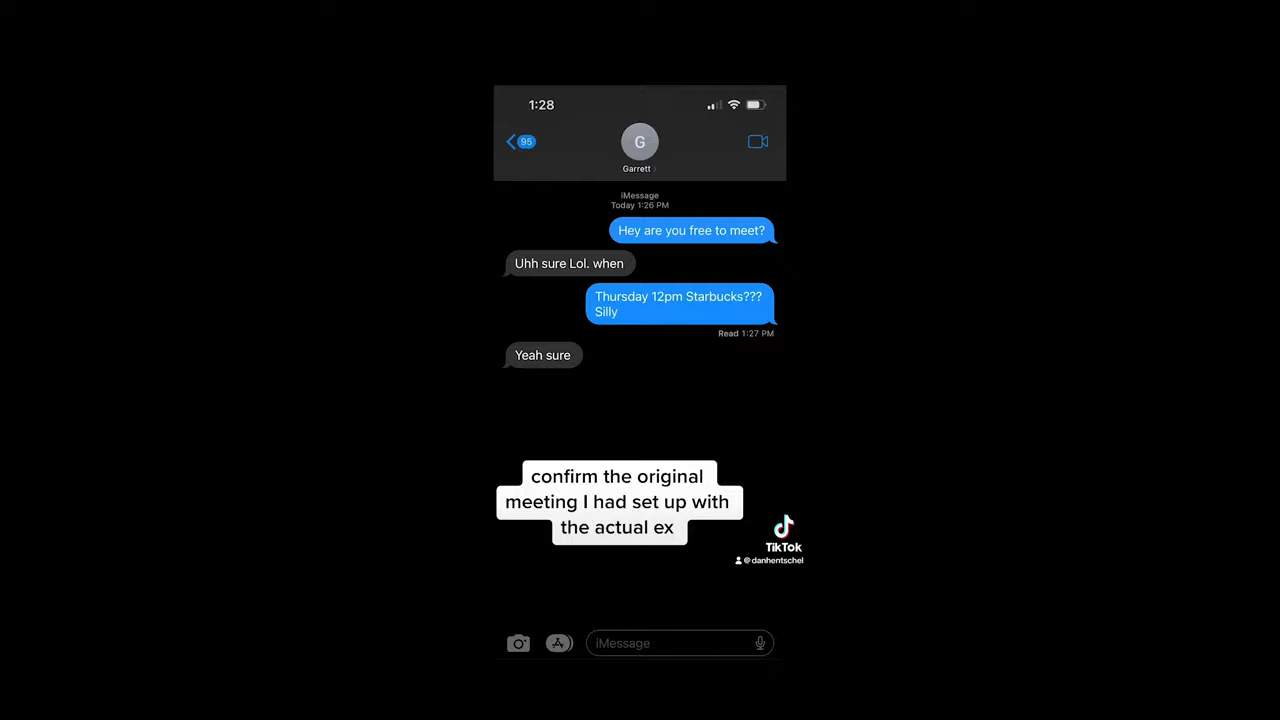 1:28
95
G
Garrett
iMessage
Today 1:26 PM
Hey are you free to meet?
Uhh sure Lol. when
Thursday 12pm Starbucks???
Silly
Read 1:27 PM
Yeah sure
confirm the original
meeting I had set up with
the actual ex
TikTok
@danhentschel
iMessage